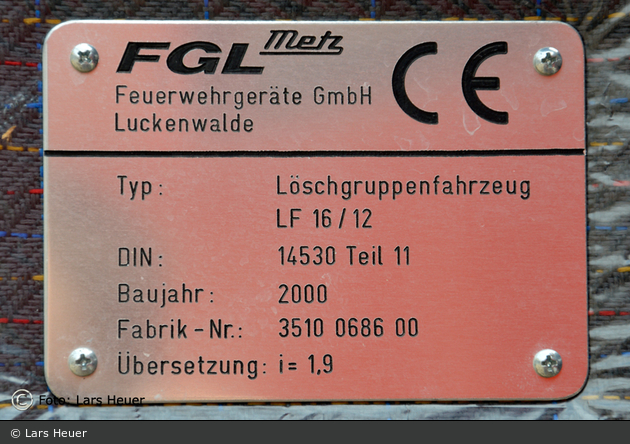 FGL Metz
Feuerwehrgeräte GmbH
Luckenwalde
CE
Typ: Löschgruppenfahrzeug
LF 16/12
DIN: 14530 Teil 11
Baujahr: 2000
Fabrik-Nr.: 3510 0686 00
Übersetzung: i= 1,9
© Foto: Lars Heuer
© Lars Heuer